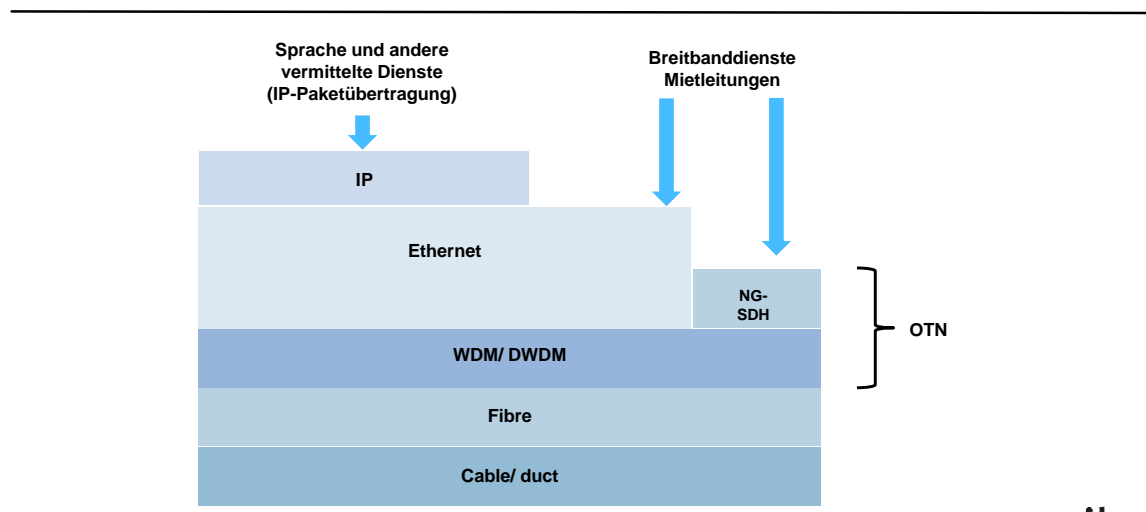 Sprache und andere
vermittelte Dienste
(IP-Paketübertragung)
Breitbanddienste
Mietleitungen
IP
Ethernet
NG-
SDH
OTN
WDM/ DWDM
Fibre
Cable/ duct